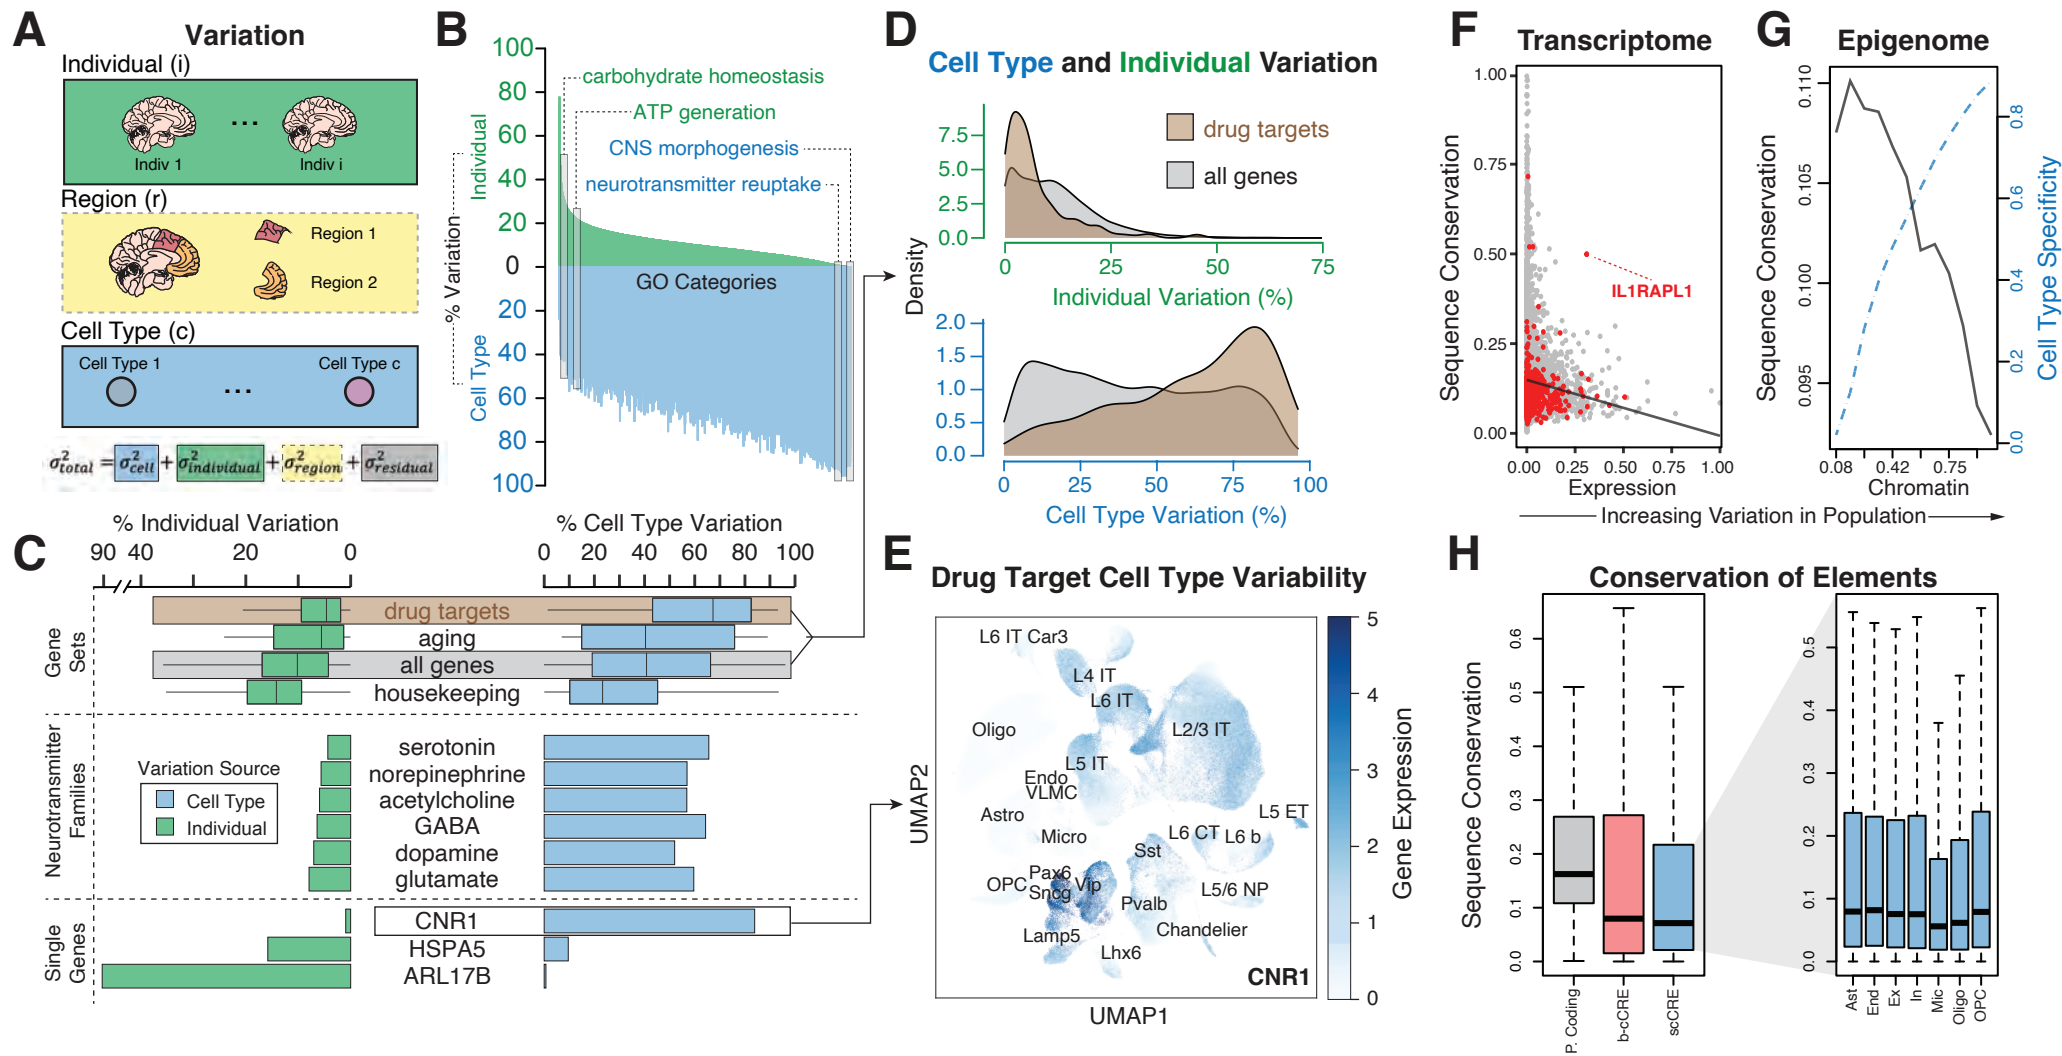 A
Variation
Individual (i)
...
Indiv 1
Indiv i
Region (r)
Region 1
Region 2
Cell Type (c)
Cell Type 1
...
Cell Type c
σ²total = σ²cell + σ²individual + σ²region + σ²residual
B
% Variation
Individual
Cell Type
100
80
60
40
20
0
20
40
60
80
100
carbohydrate homeostasis
ATP generation
CNS morphogenesis
neurotransmitter reuptake
GO Categories
C
% Individual Variation
% Cell Type Variation
90 40 20 0
0 20 40 60 80 100
Gene Sets
drug targets
aging
all genes
housekeeping
Neurotransmitter Families
serotonin
norepinephrine
acetylcholine
GABA
dopamine
glutamate
Variation Source
Cell Type
Individual
Single Genes
CNR1
HSPA5
ARL17B
D
Cell Type and Individual Variation
drug targets
all genes
Density
7.5
5.0
2.5
0.0
0 25 50 75
Individual Variation (%)
2.0
1.5
1.0
0.5
0.0
0 25 50 75 100
Cell Type Variation (%)
E
Drug Target Cell Type Variability
L6 IT Car3
L4 IT
L6 IT
Oligo
L2/3 IT
L5 IT
Endo
VLMC
Astro
L5 ET
Micro
L6 CT
L6 b
Sst
Pax6
OPC
Vip
Sncg
L5/6 NP
Pvalb
Lamp5
Chandelier
Lhx6
CNR1
UMAP2
UMAP1
Gene Expression
5
4
3
2
1
0
F
Transcriptome
Sequence Conservation
1.00
0.75
0.50
0.25
0.00
IL1RAPL1
0.00 0.25 0.50 0.75 1.00
Expression
G
Epigenome
Sequence Conservation
0.110
0.105
0.100
0.095
Cell Type Specificity
0.8
0.6
0.4
0.2
0.0
0.08 0.42 0.75
Chromatin
Increasing Variation in Population
H
Conservation of Elements
Sequence Conservation
0.6
0.5
0.4
0.3
0.2
0.1
0.0
P. Coding
b-cCRE
scCRE
0.5
0.4
0.3
0.2
0.1
0.0
Ast
End
Ex
In
Mic
Oligo
OPC